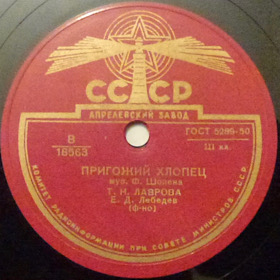 СССР
АПРЕЛЕВСКИЙ ЗАВОД
В
18563
ГОСТ 5289-50
III кл.
ПРИГОЖИЙ ХЛОПЕЦ
муз. Ф. Шопена
Т. Н. ЛАВРОВА
Е. Д. Лебедев
(ф-но)
КОМИТЕТ РАДИОИНФОРМАЦИИ ПРИ СОВЕТЕ МИНИСТРОВ СССР